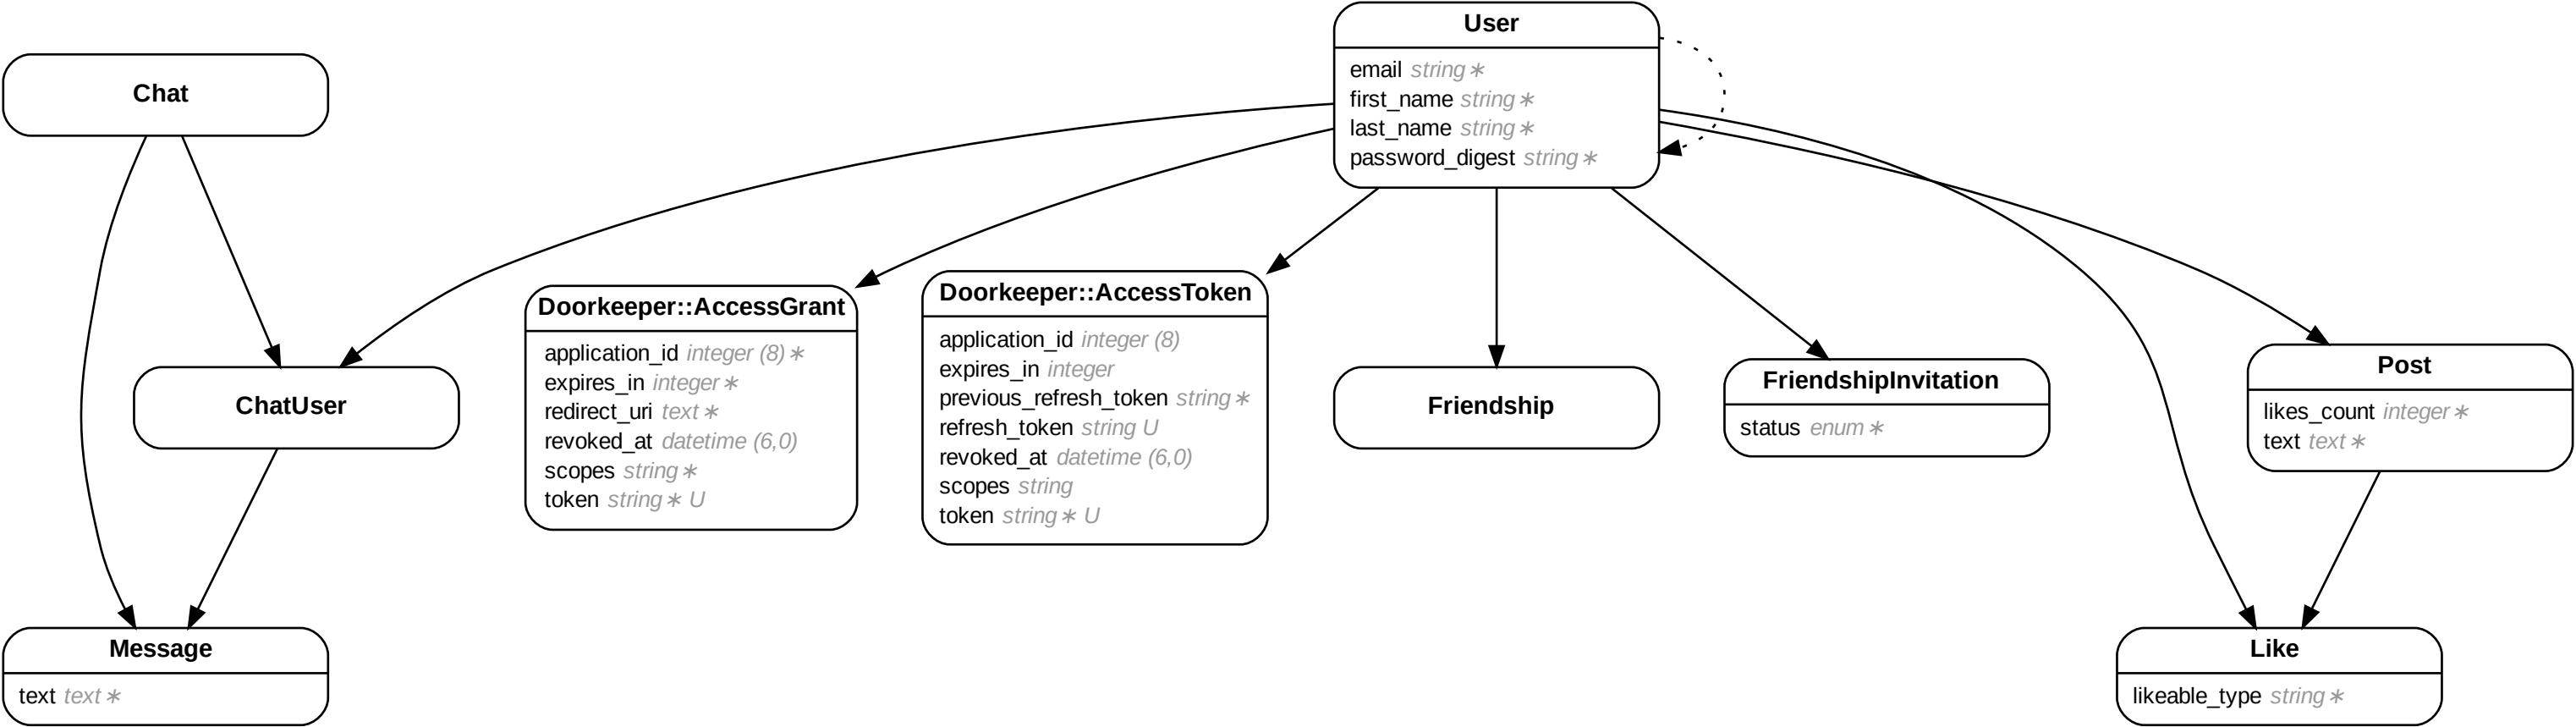 User
email string∗
first_name string∗
last_name string∗
password_digest string∗
Chat
Doorkeeper::AccessGrant
application_id integer (8)∗
expires_in integer∗
redirect_uri text∗
revoked_at datetime (6,0)
scopes string∗
token string∗ U
Doorkeeper::AccessToken
application_id integer (8)
expires_in integer
previous_refresh_token string∗
refresh_token string U
revoked_at datetime (6,0)
scopes string
token string∗ U
ChatUser
Friendship
FriendshipInvitation
status enum∗
Post
likes_count integer∗
text text∗
Message
text text∗
Like
likeable_type string∗